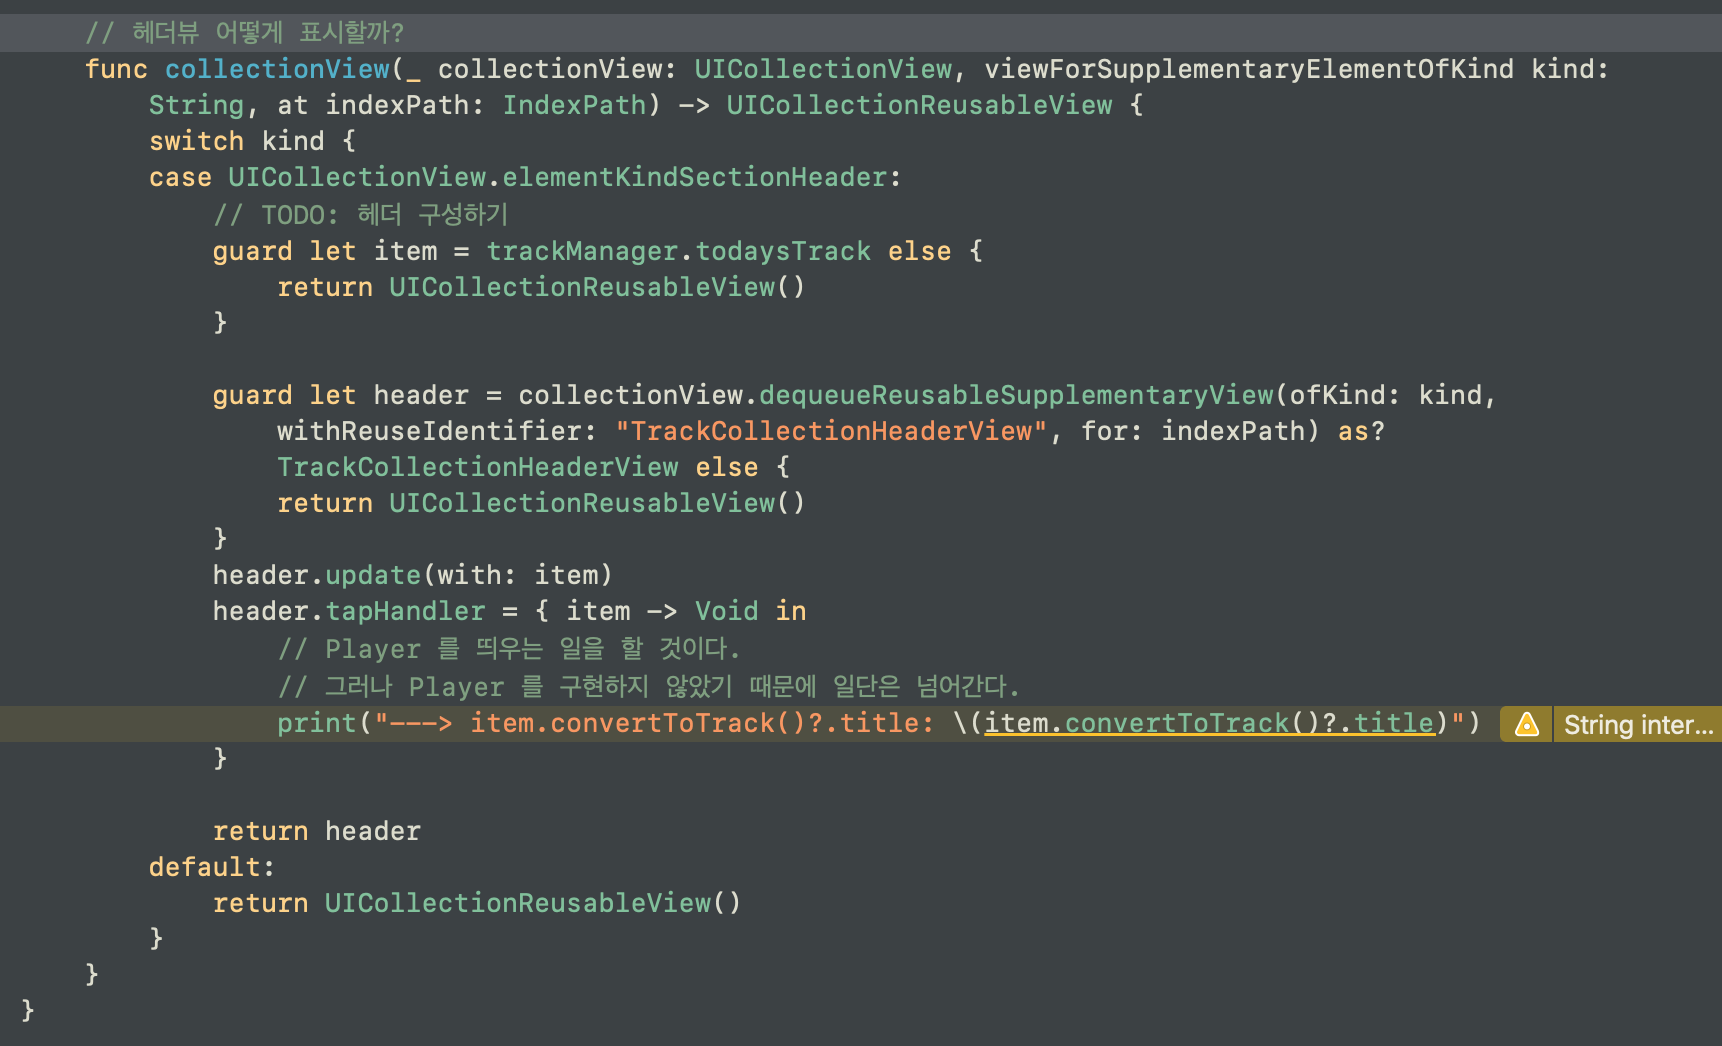 // 헤더뷰 어떻게 표시할까?
func collectionView(_ collectionView: UICollectionView, viewForSupplementaryElementOfKind kind:
String, at indexPath: IndexPath) -> UICollectionReusableView {
switch kind {
case UICollectionView.elementKindSectionHeader:
// TODO: 헤더 구성하기
guard let item = trackManager.todaysTrack else {
return UICollectionReusableView()
}
guard let header = collectionView.dequeueReusableSupplementaryView(ofKind: kind,
withReuseIdentifier: "TrackCollectionHeaderView", for: indexPath) as?
TrackCollectionHeaderView else {
return UICollectionReusableView()
}
header.update(with: item)
header.tapHandler = { item -> Void in
// Player 를 띄우는 일을 할 것이다.
// 그러나 Player 를 구현하지 않았기 때문에 일단은 넘어간다.
print("---> item.convertToTrack()?.title: \(item.convertToTrack()?.title)") String inter...
}
return header
default:
return UICollectionReusableView()
}
}
}